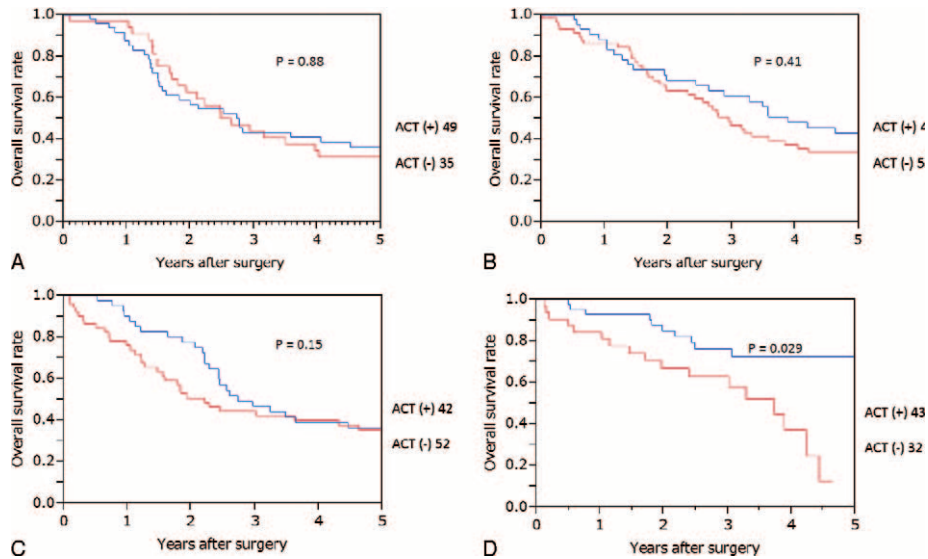 Overall survival rate
1.0
0.8
0.6
0.4
0.2
0.0
P = 0.88
ACT (+) 49
ACT (-) 35
0 1 2 3 4 5
Years after surgery
A
Overall survival rate
1.0
0.8
0.6
0.4
0.2
0.0
P = 0.41
ACT (+) 4
ACT (-) 5
0 1 2 3 4 5
Years after surgery
B
Overall survival rate
1.0
0.8
0.6
0.4
0.2
0.0
P = 0.15
ACT (+) 42
ACT (-) 52
0 1 2 3 4 5
Years after surgery
C
Overall survival rate
1.0
0.8
0.6
0.4
0.2
0.0
P = 0.029
ACT (+) 43
ACT (-) 32
0 1 2 3 4 5
Years after surgery
D